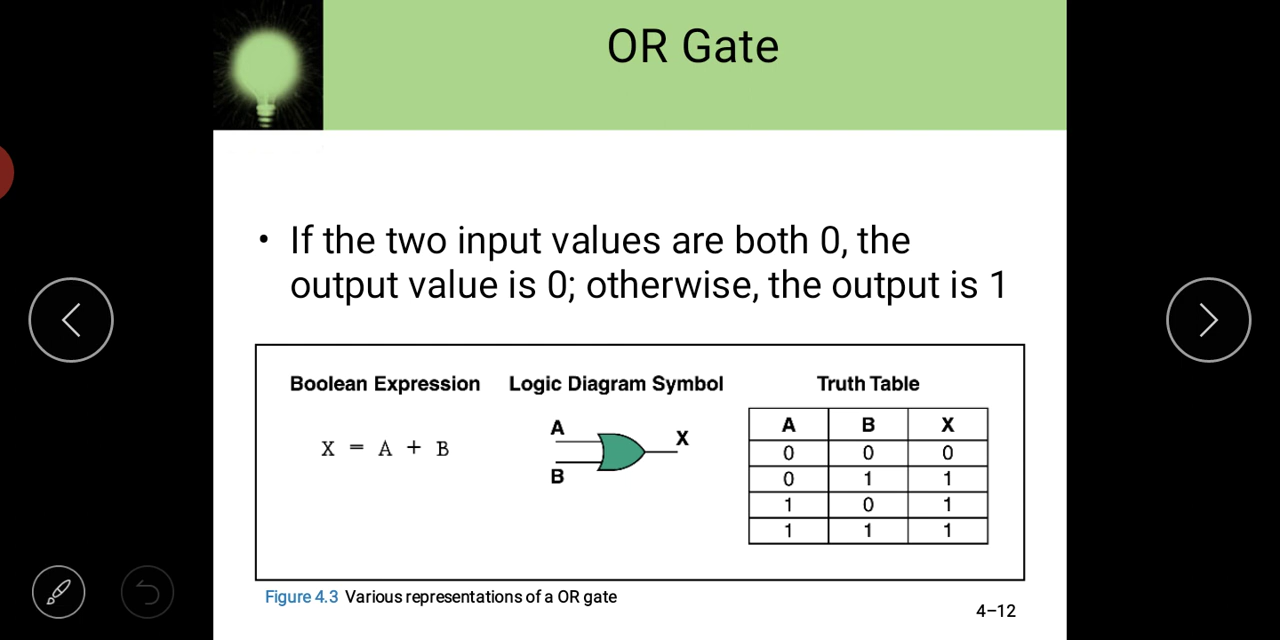 OR Gate
• If the two input values are both 0, the
output value is 0; otherwise, the output is 1
Boolean Expression Logic Diagram Symbol Truth Table
X = A + B
A
B
X
A B X
0 0 0
0 1 1
1 0 1
1 1 1
Figure 4.3 Various representations of a OR gate
4–12